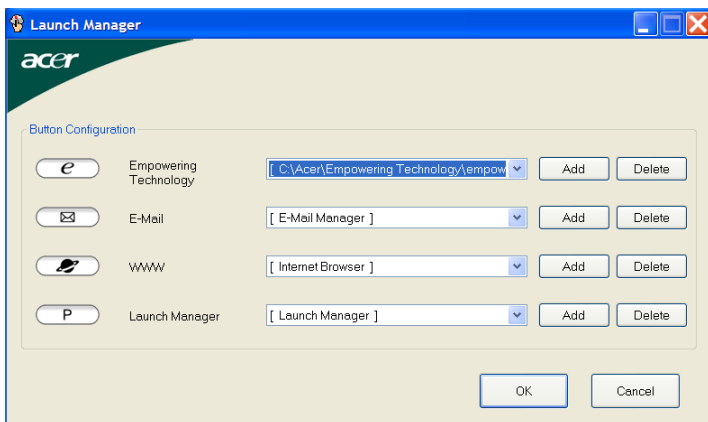 Launch Manager
acer
Button Configuration
e Empowering Technology [ C:\Acer\Empowering Technology\empow Add Delete
E-Mail [ E-Mail Manager ] Add Delete
WWW [ Internet Browser ] Add Delete
P Launch Manager [ Launch Manager ] Add Delete
OK Cancel